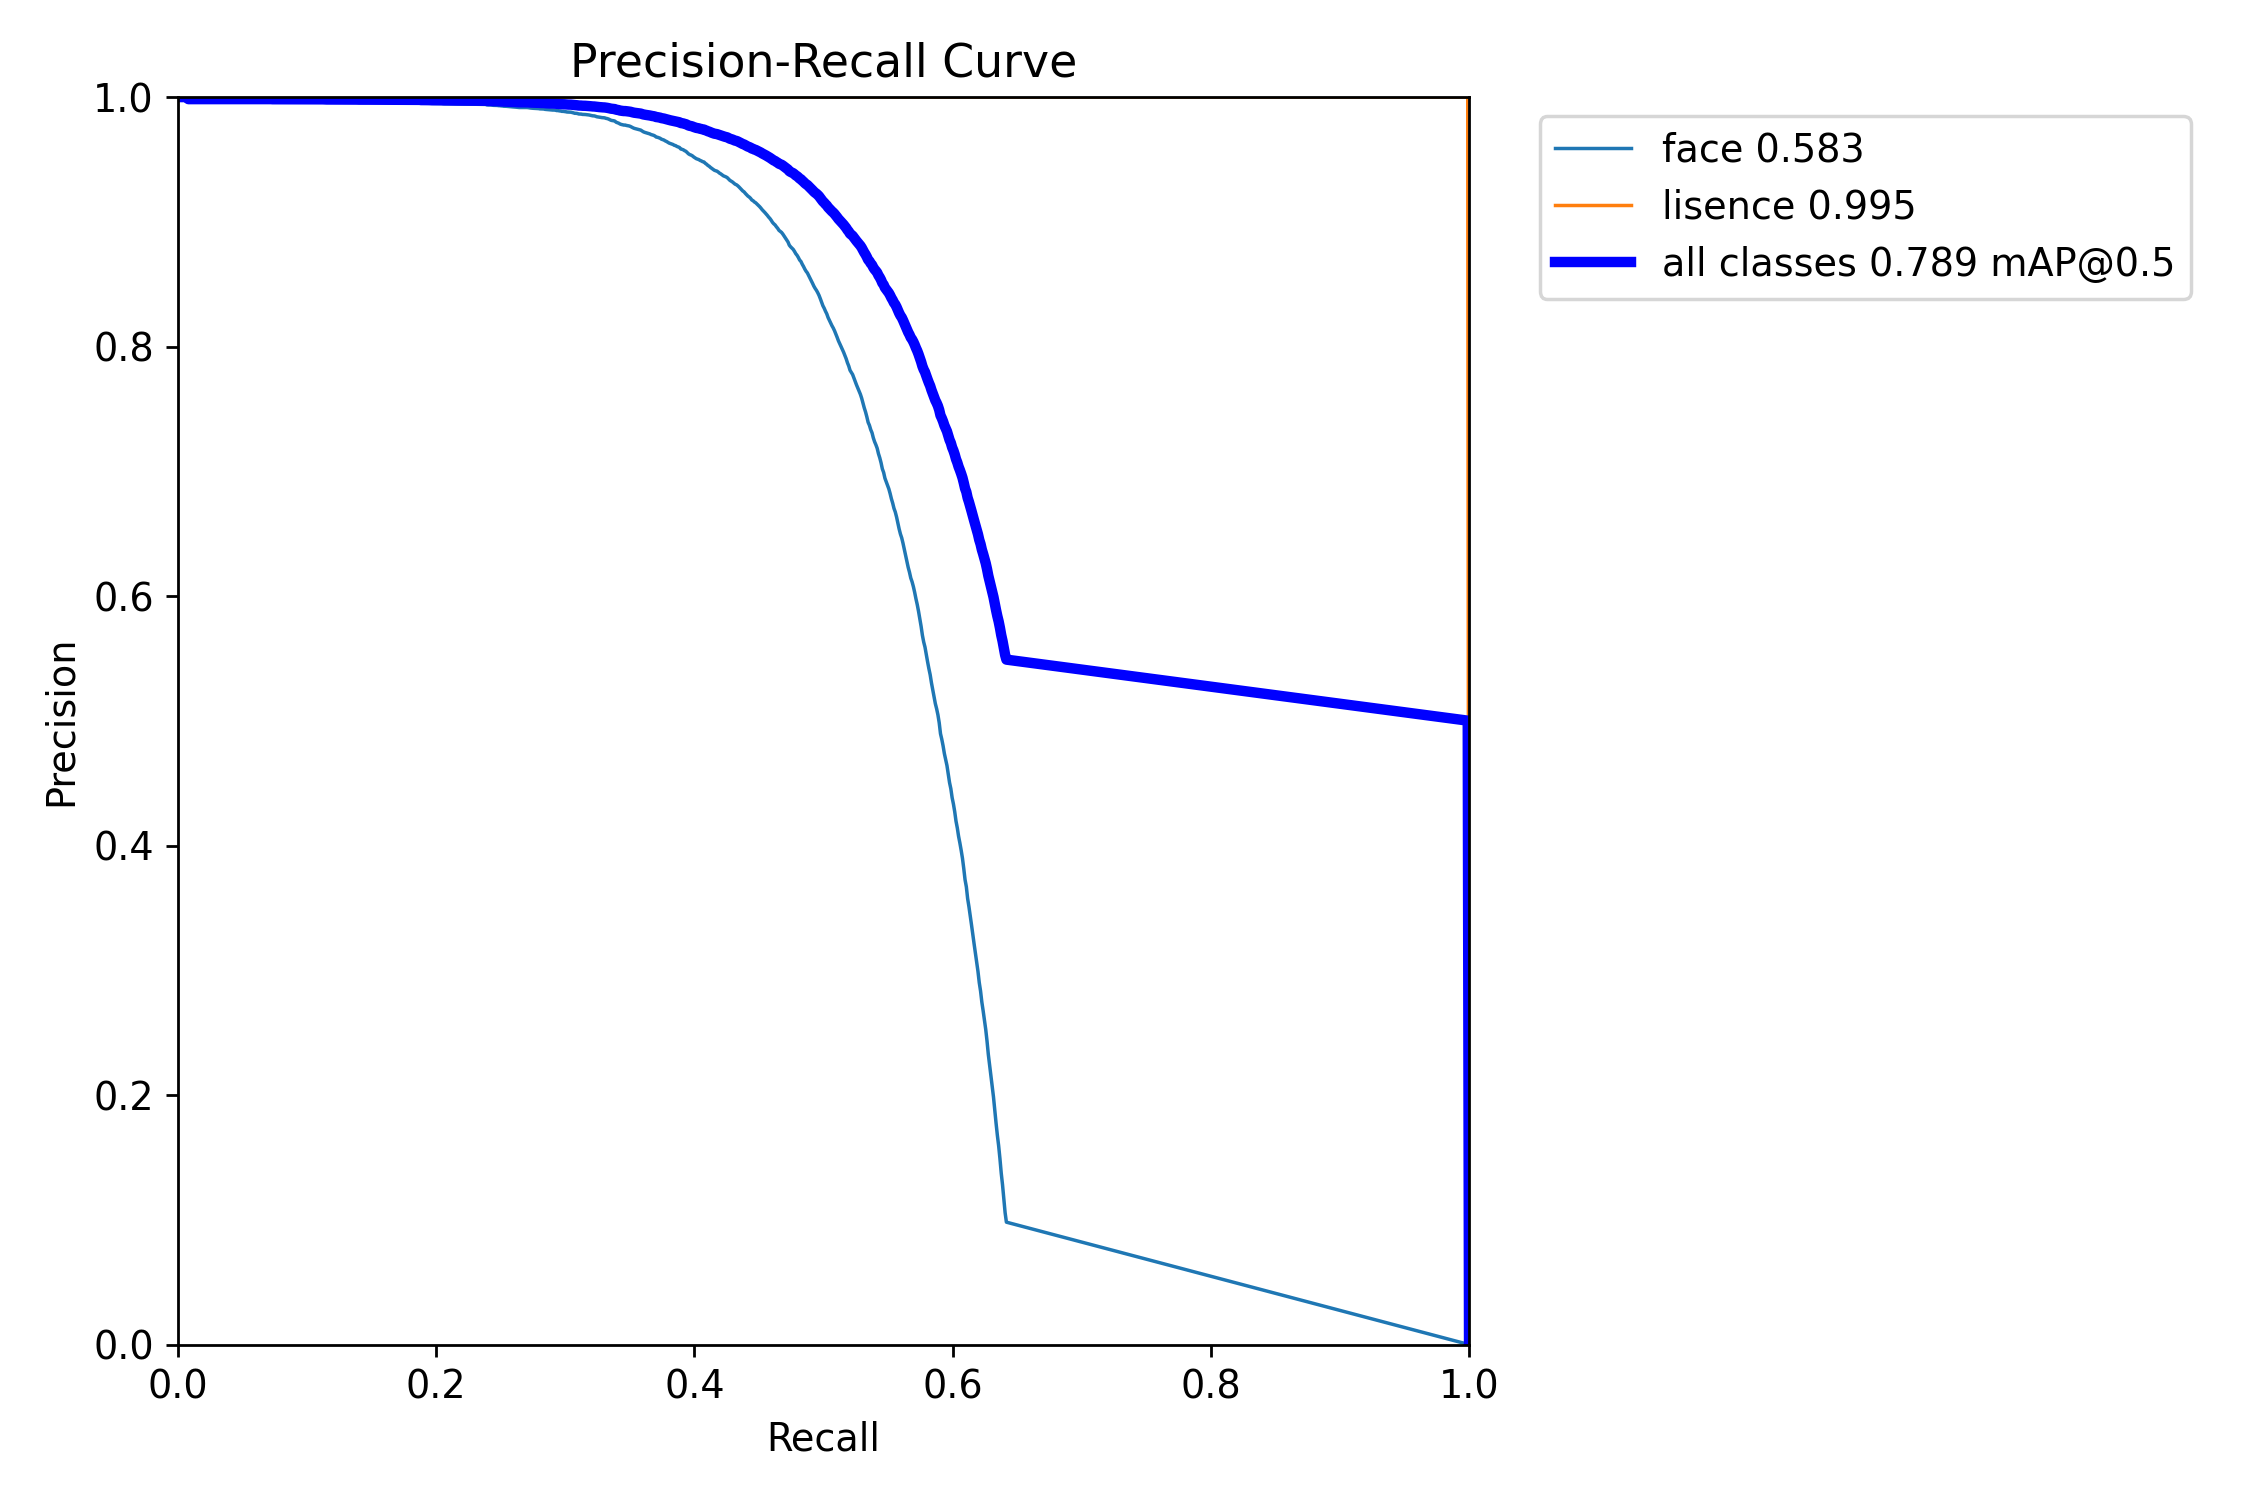 Precision-Recall Curve
1.0
0.8
0.6
0.4
0.2
0.0
Precision
0.0 0.2 0.4 0.6 0.8 1.0
Recall
face 0.583
lisence 0.995
all classes 0.789 mAP@0.5